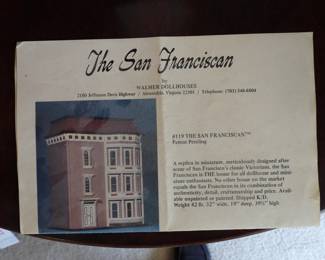 The San Franciscan
by
WALMER DOLLHOUSES
2100 Jefferson Davis Highway / Alexandria, Virginia 22301 / Telephone: (703) 548-8804
#119 THE SAN FRANCISCAN™
Patent Pending
A replica in miniature, meticulously designed after
some of San Francisco's classic Victorians, the San
Franciscan is THE house for all dollhouse and mini-
ature enthusiasts. No other house on the market
equals the San Franciscan in its combination of
authenticity, detail, craftsmanship and price. Avail-
able unpainted or painted. Shipped K/D.
Weight 82 lb. 32" wide, 19" deep, 39½" high